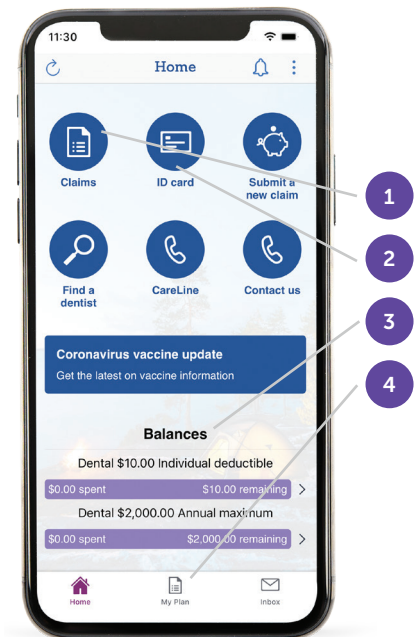 11:30
Home
Claims
ID card
Submit a
new claim
Find a
dentist
CareLine
Contact us
Coronavirus vaccine update
Get the latest on vaccine information
Balances
Dental $10.00 Individual deductible
$0.00 spent $10.00 remaining
Dental $2,000.00 Annual maximum
$0.00 spent $2,000.00 remaining
Home
My Plan
Inbox
1
2
3
4